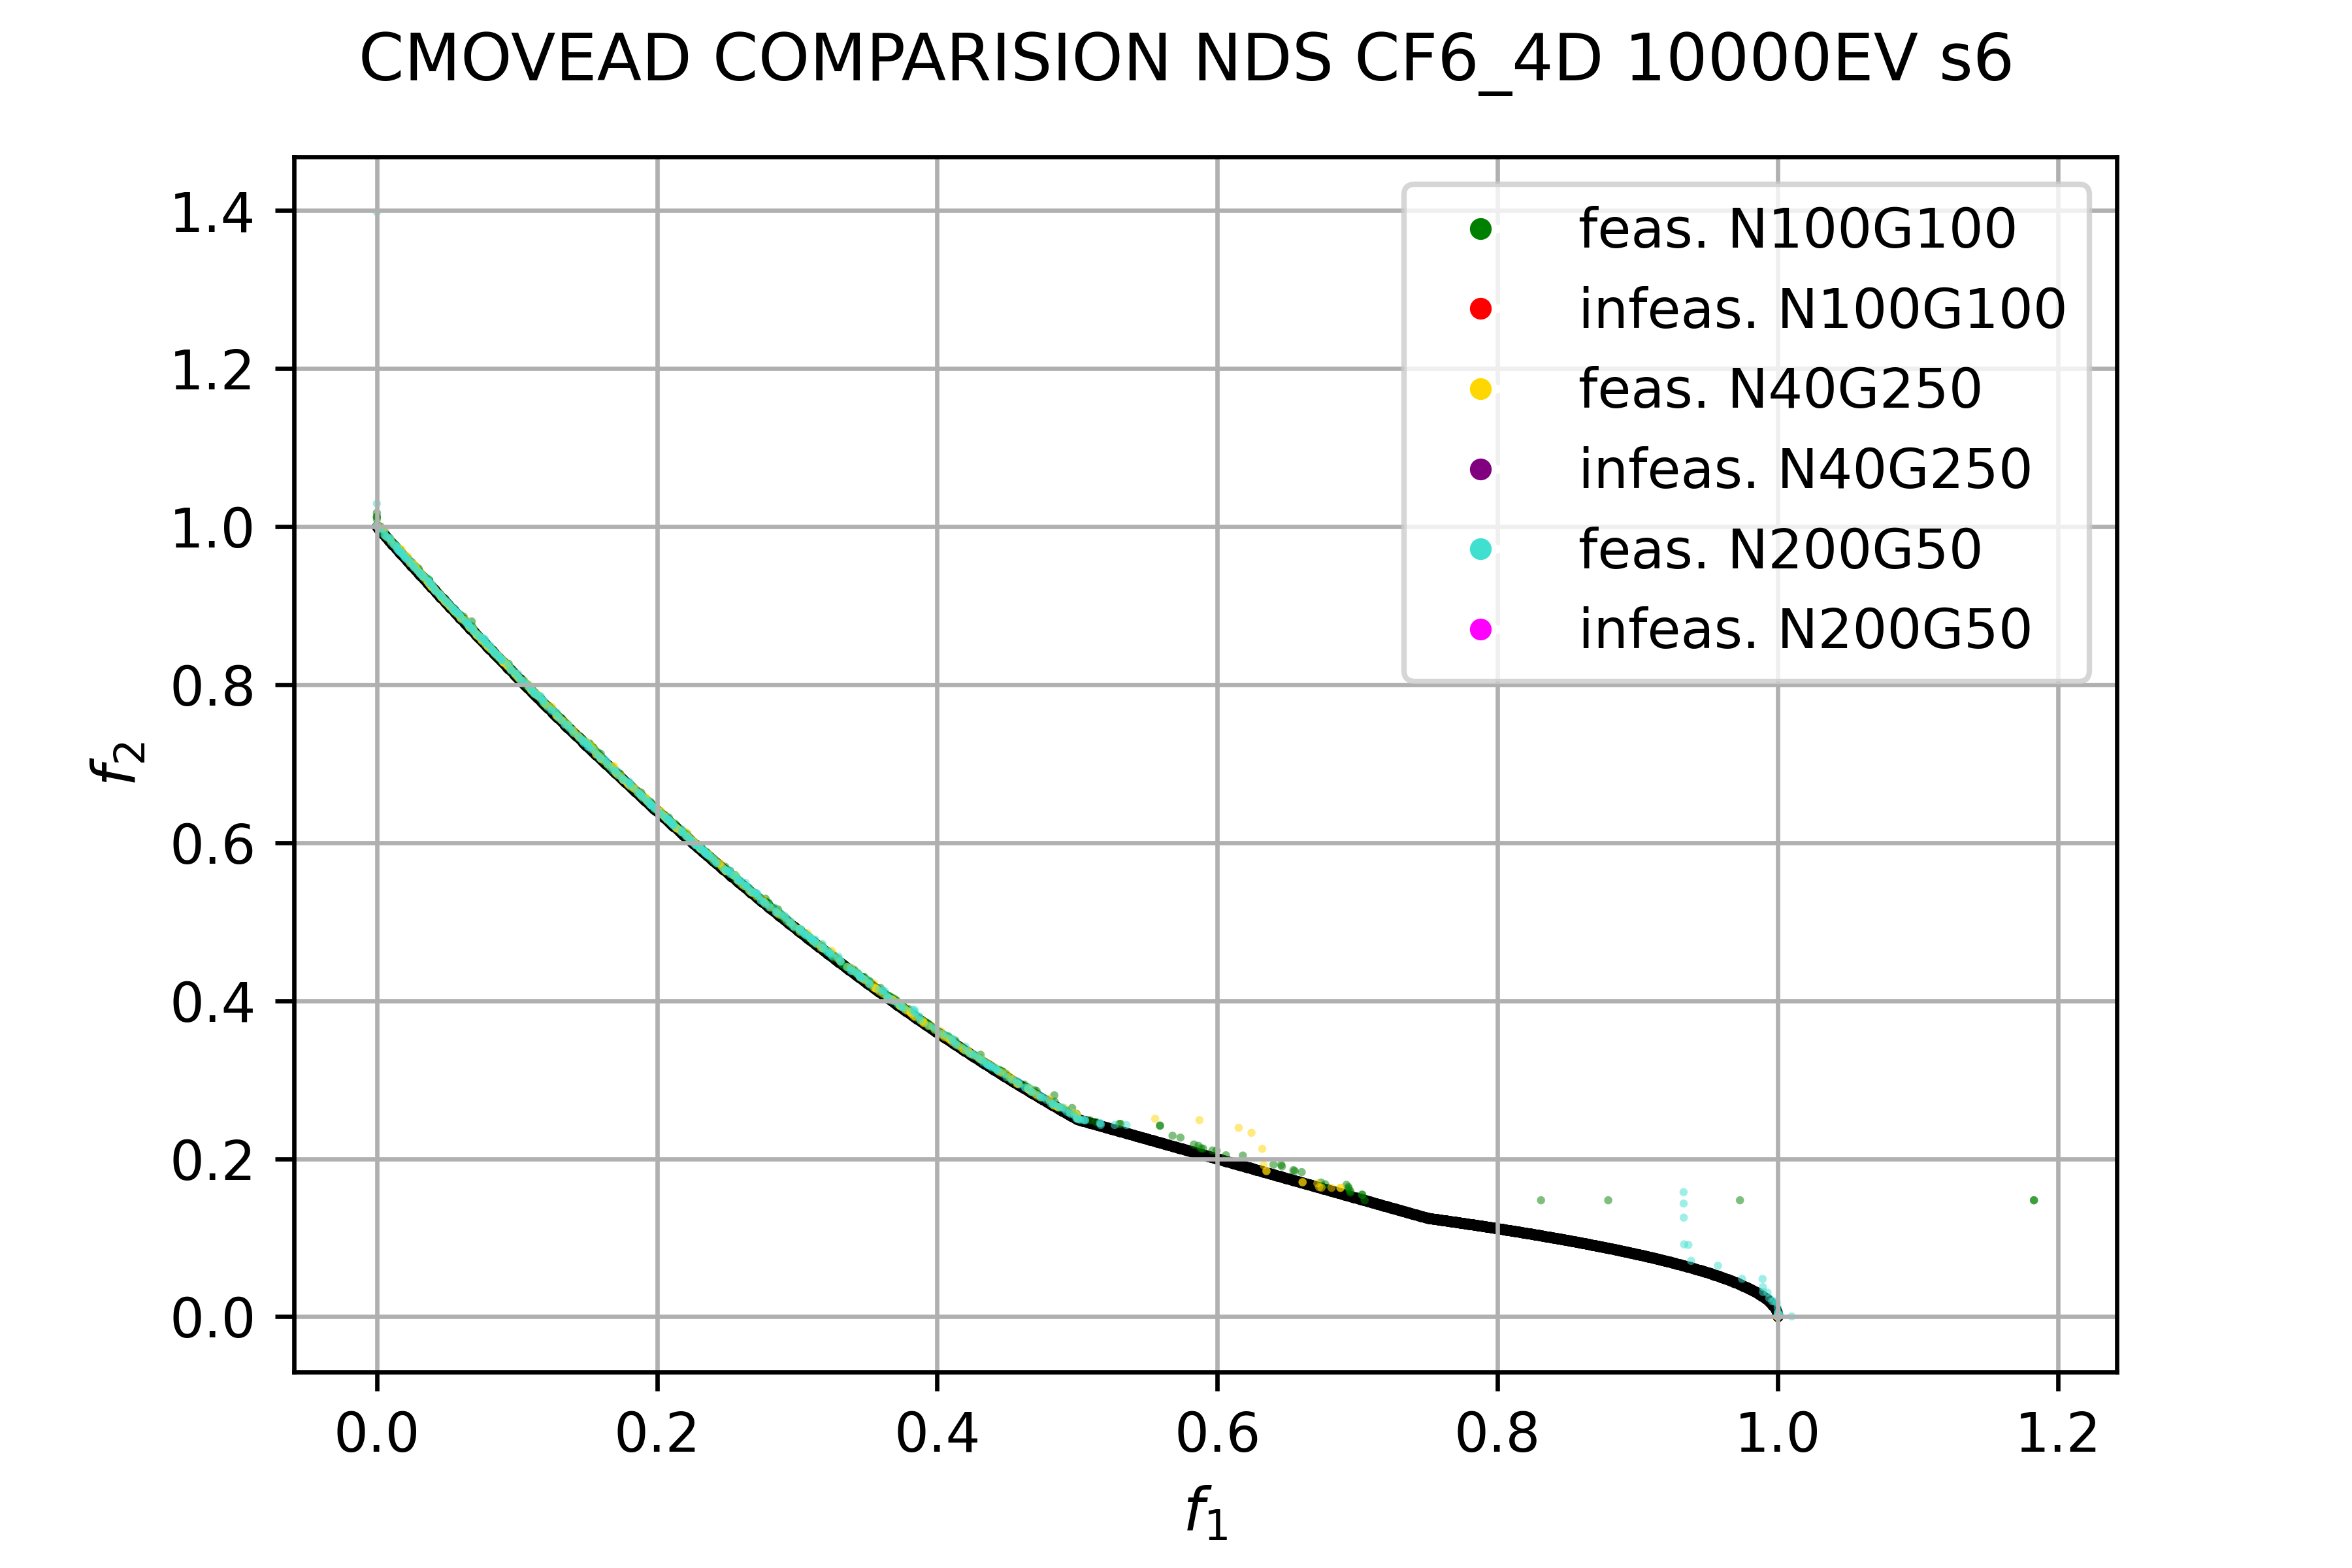 CMOVEAD COMPARISION NDS CF6_4D 10000EV s6
feas. N100G100
infeas. N100G100
feas. N40G250
infeas. N40G250
feas. N200G50
infeas. N200G50
1.4
1.2
1.0
0.8
0.6
0.4
0.2
0.0
f2
0.0 0.2 0.4 0.6 0.8 1.0 1.2
f1